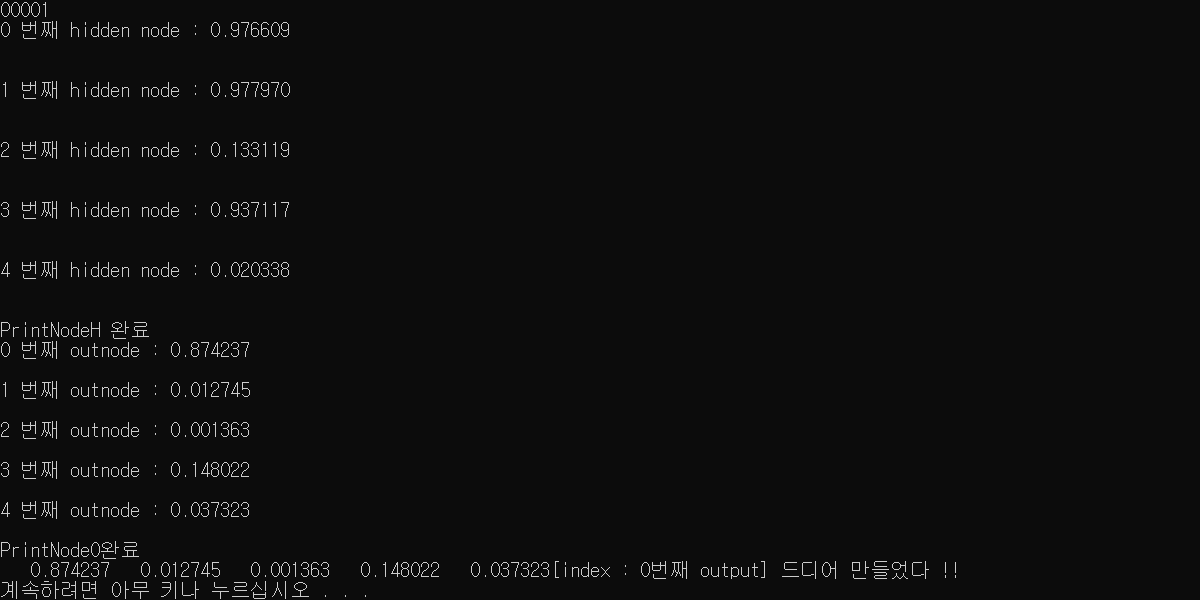 00001
0 번째 hidden node : 0.976609
1 번째 hidden node : 0.977970
2 번째 hidden node : 0.133119
3 번째 hidden node : 0.937117
4 번째 hidden node : 0.020338
PrintNodeH 완료
0 번째 outnode : 0.874237
1 번째 outnode : 0.012745
2 번째 outnode : 0.001363
3 번째 outnode : 0.148022
4 번째 outnode : 0.037323
PrintNodeO완료
0.874237 0.012745 0.001363 0.148022 0.037323[index : 0번째 output] 드디어 만들었다 !!
계속하려면 아무 키나 누르십시오 . . .